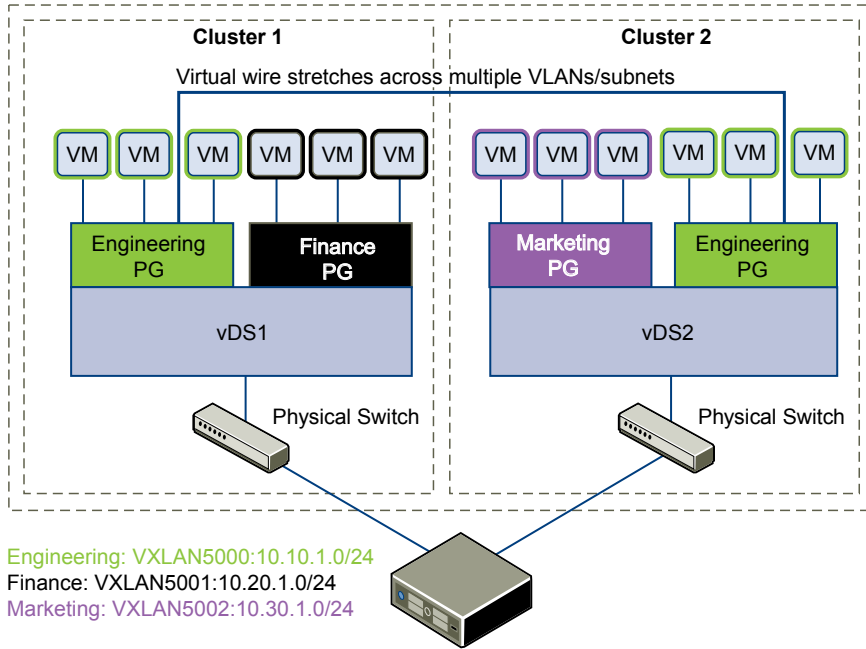 Cluster 1
Cluster 2
Virtual wire stretches across multiple VLANs/subnets
VM VM VM VM VM VM VM VM VM VM VM VM
Engineering
PG
Finance
PG
Marketing
PG
Engineering
PG
vDS1
vDS2
Physical Switch
Physical Switch
Engineering: VXLAN5000:10.10.1.0/24
Finance: VXLAN5001:10.20.1.0/24
Marketing: VXLAN5002:10.30.1.0/24